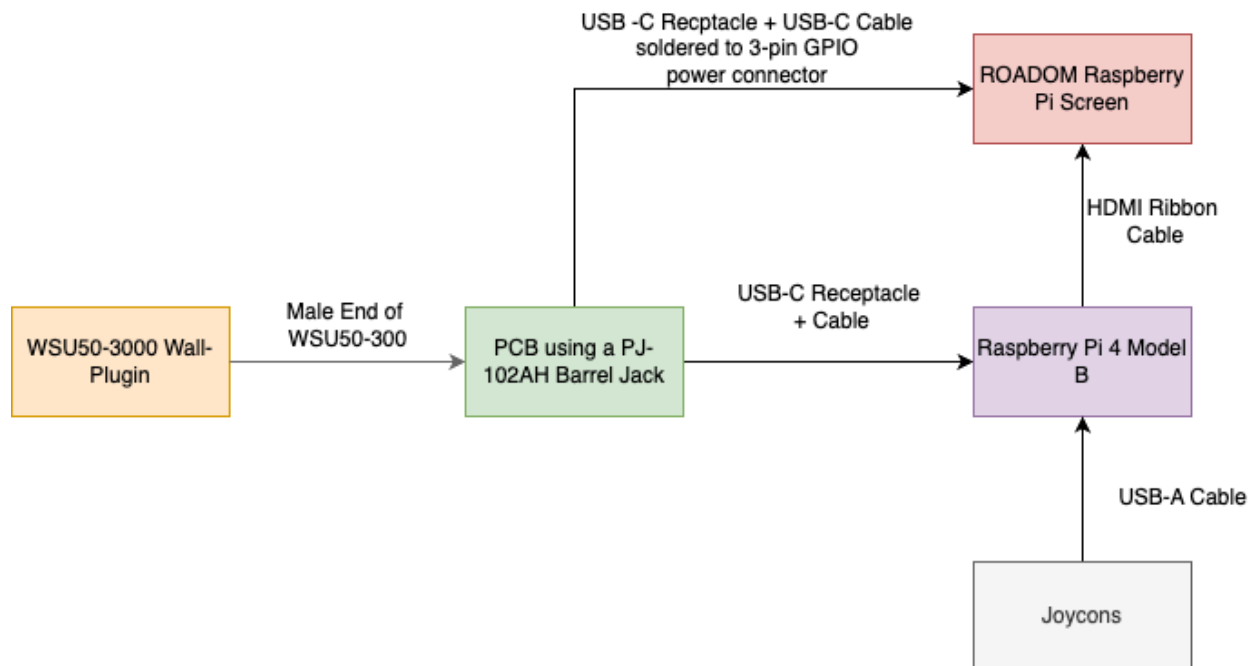 USB -C Recptacle + USB-C Cable
soldered to 3-pin GPIO
power connector
ROADOM Raspberry
Pi Screen
HDMI Ribbon
Cable
Male End of
WSU50-300
USB-C Receptacle
+ Cable
WSU50-3000 Wall-
Plugin
PCB using a PJ-
102AH Barrel Jack
Raspberry Pi 4 Model
B
USB-A Cable
Joycons